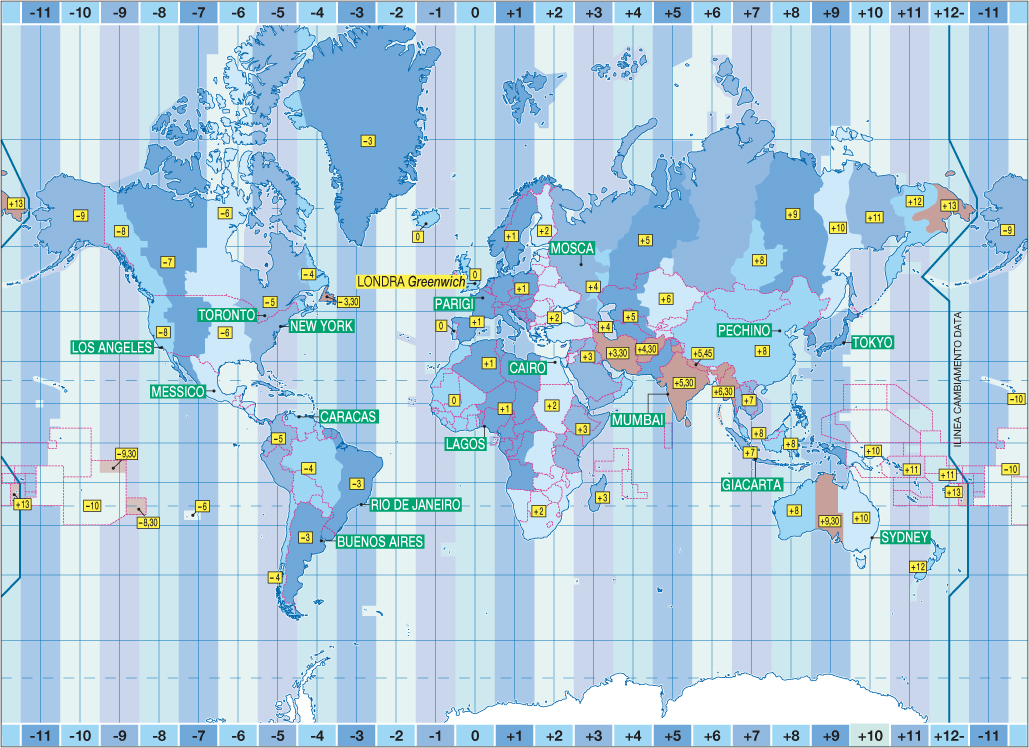 -11 -10 -9 -8 -7 -6 -5 -4 -3 -2 -1 0 +1 +2 +3 +4 +5 +6 +7 +8 +9 +10 +11 +12- -11
-3
+13 -9 -8 -6 0 +1 +2 +5 +9 +10 +11 +12 +13 -9
MOSCA
-7 -4 +8
LONDRA Greenwich 0
-5 -3,30 PARIGI +1 +4 +6
TORONTO
NEW YORK
-8 -6 0 +1 +2 +4 +5 PECHINO
LOS ANGELES +3 +3,30 +4,30 +5,45 +8 TOKYO
CAIRO
+1
MESSICO +5,30 +6,30
0 +1 +2 +7 -10
CARACAS MUMBAI
LAGOS +3
-5 +8 +8
-9,30 +7 +10
-4 GIACARTA +11 +11 -10
-3 +3 +13
+13 -10 -8,30 -6 RIO DE JANEIRO +2 +8 +9,30 +10
-3 BUENOS AIRES SYDNEY
-4 +12
ILINEA CAMBIAMENTO DATA
-11 -10 -9 -8 -7 -6 -5 -4 -3 -2 -1 0 +1 +2 +3 +4 +5 +6 +7 +8 +9 +10 +11 +12- -11